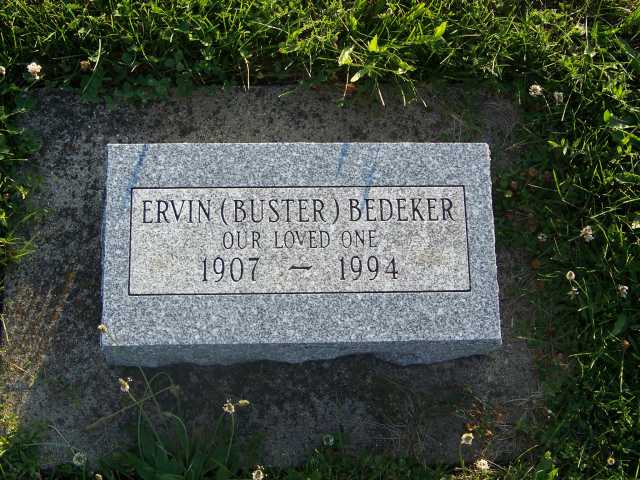 ERVIN (BUSTER) BEDEKER
OUR LOVED ONE
1907 ~ 1994